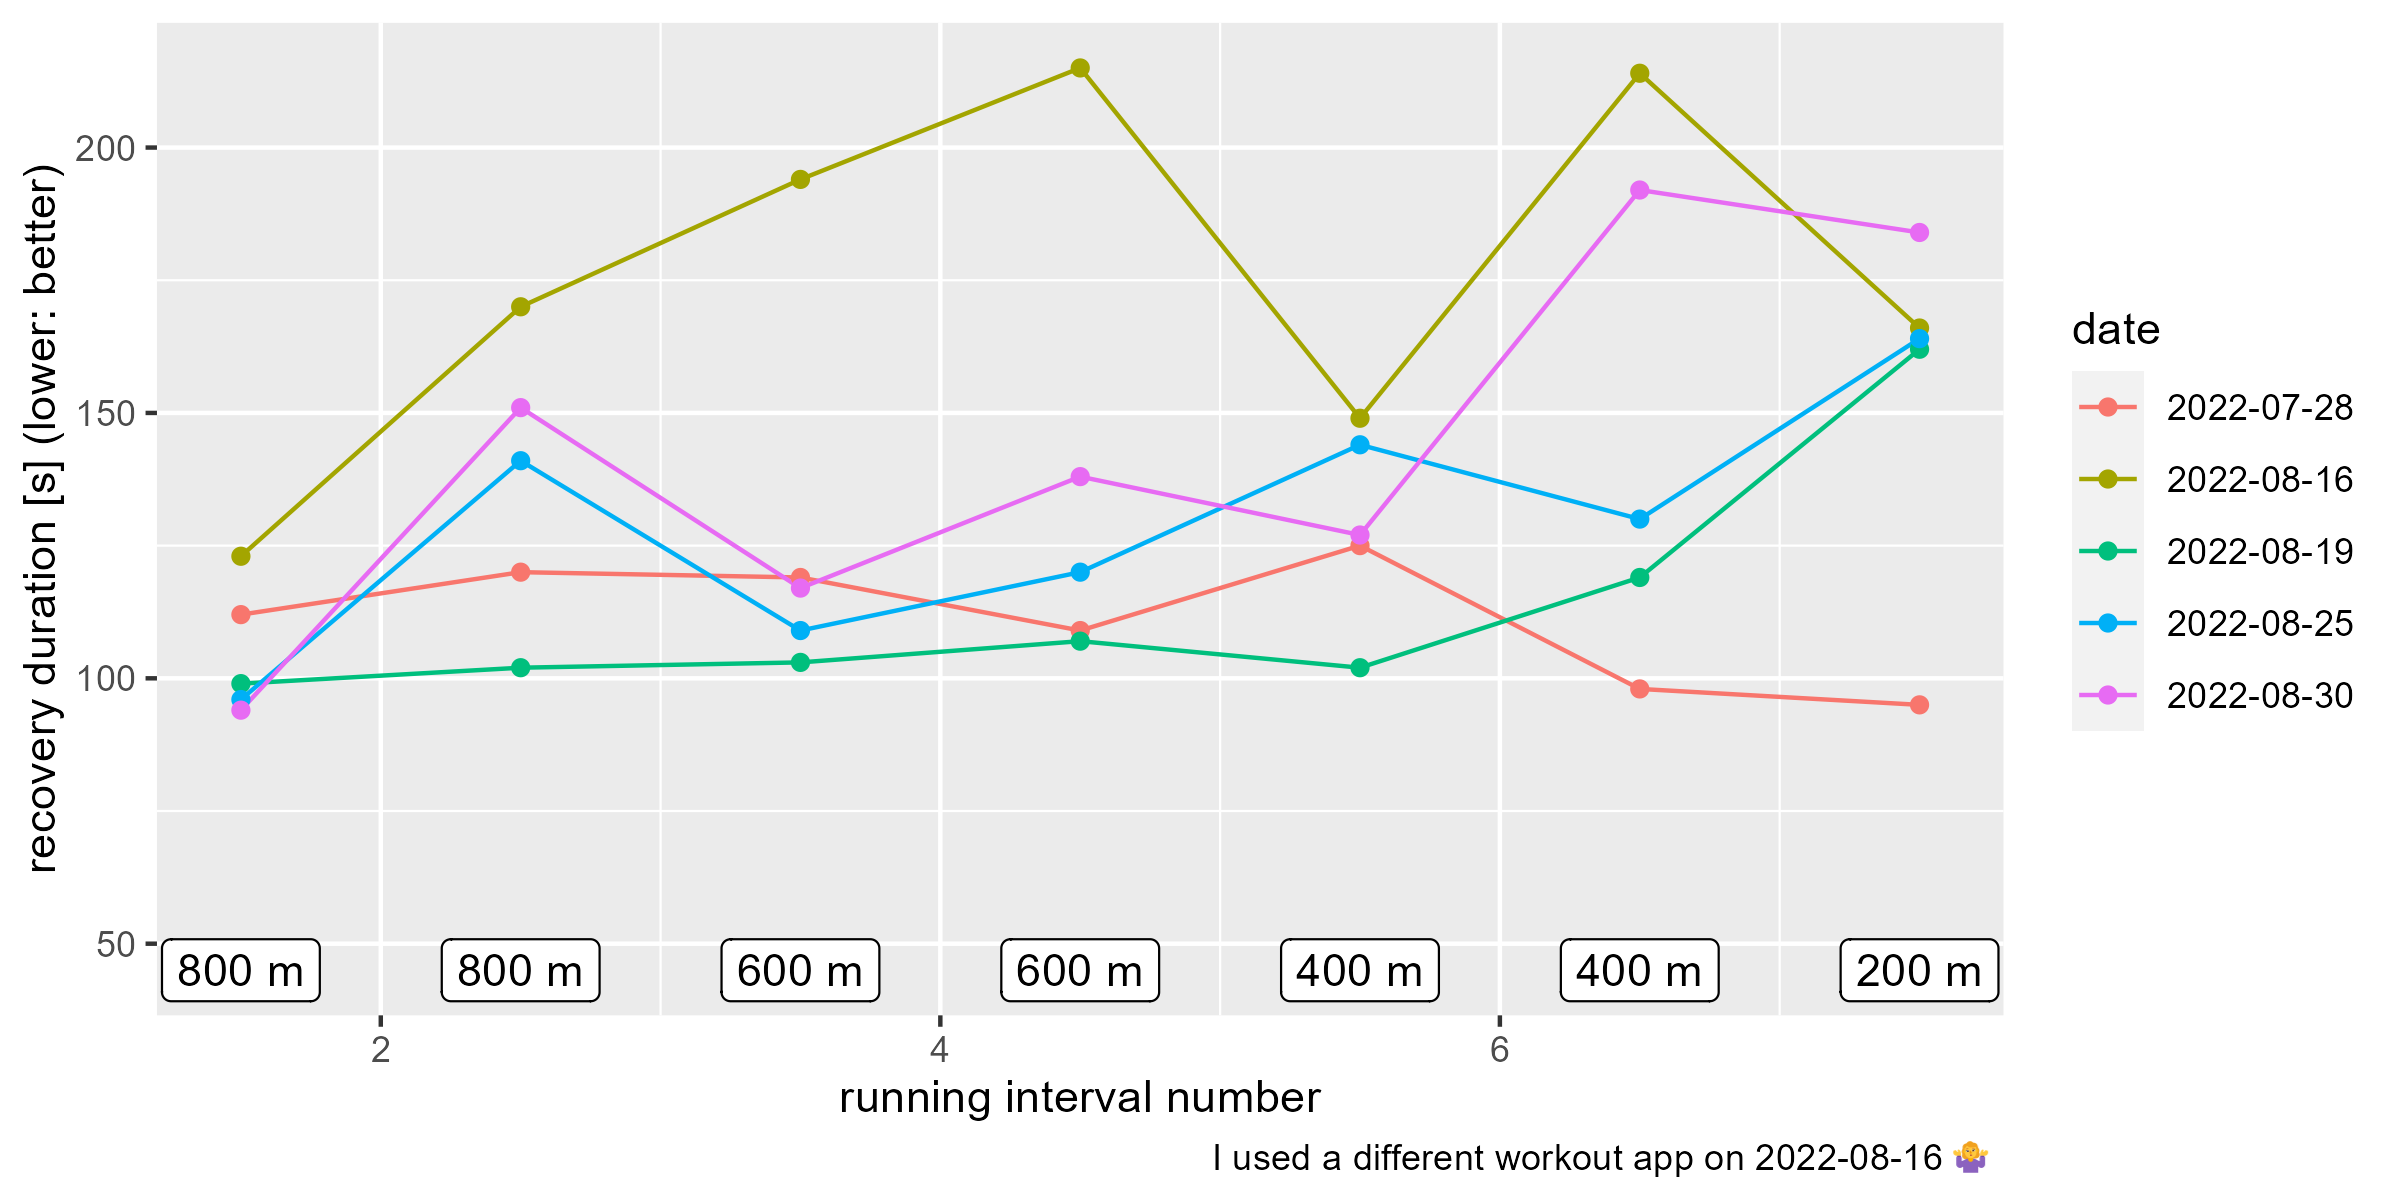 recovery duration [s] (lower: better)
200
150
100
50
800 m
800 m
600 m
600 m
400 m
400 m
200 m
2
4
6
running interval number
date
2022-07-28
2022-08-16
2022-08-19
2022-08-25
2022-08-30
I used a different workout app on 2022-08-16 🤷‍♀️